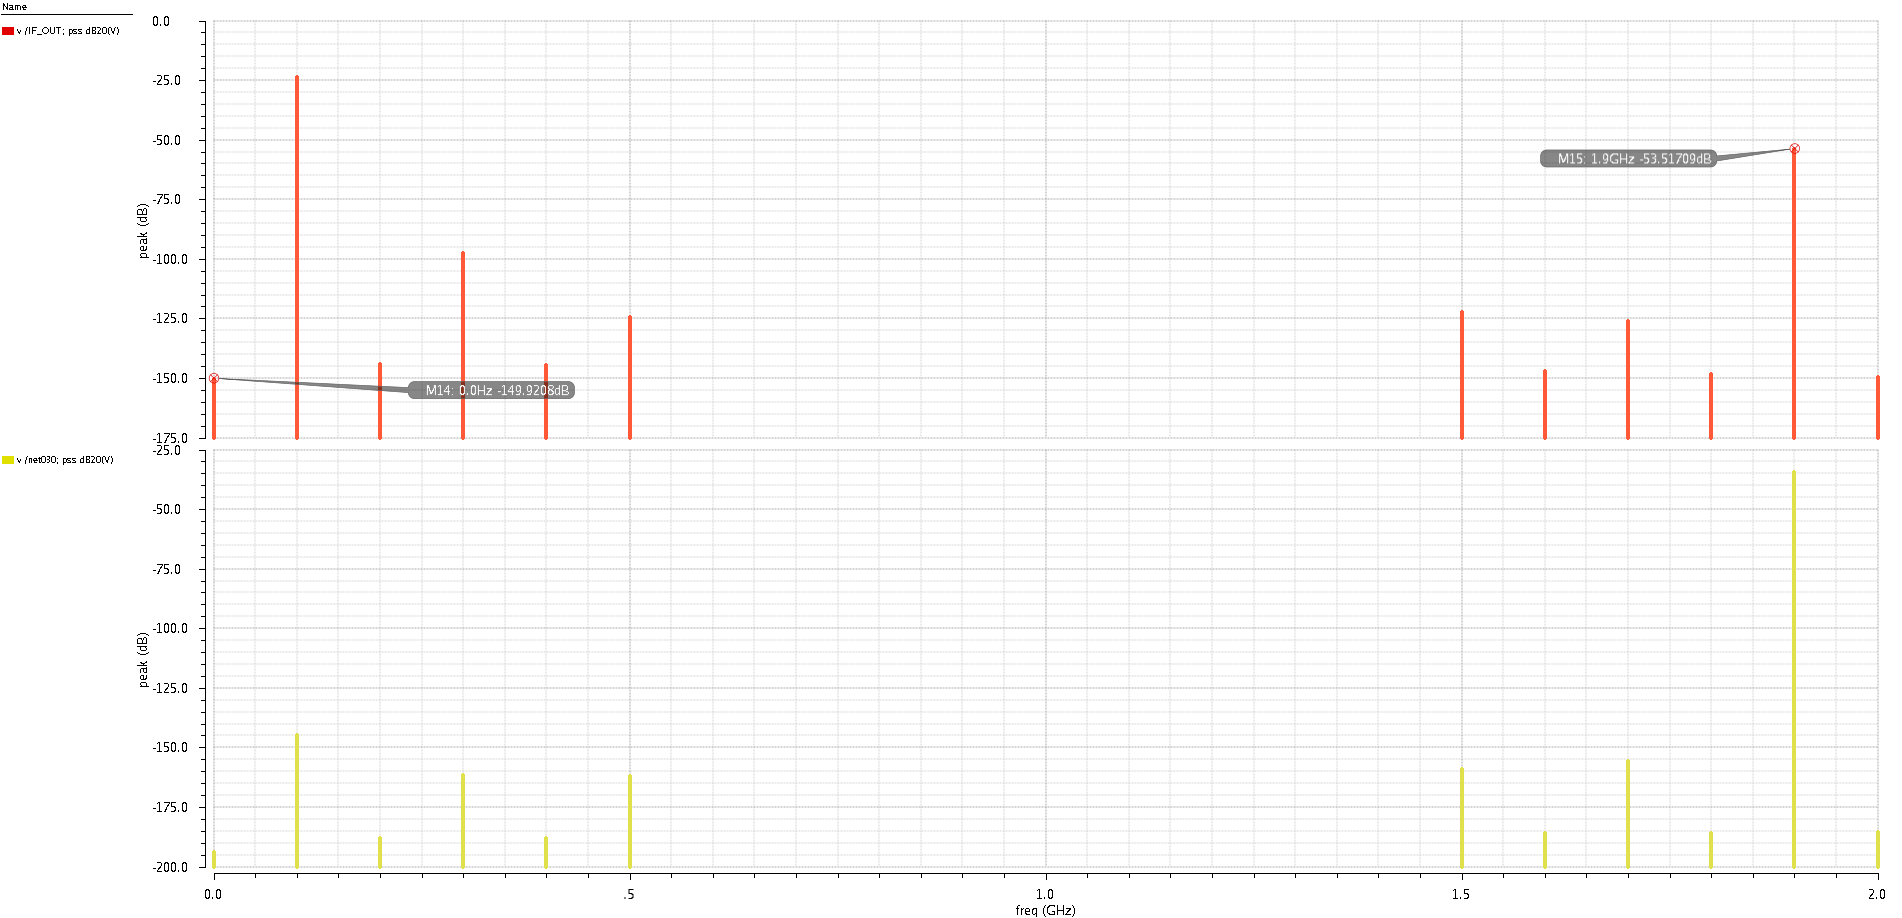 Name
v /IF_OUT; pss dB20(V)
0.0
-25.0
-50.0
M15: 1.9GHz -53.51709dB
-75.0
peak (dB)
-100.0
-125.0
-150.0
M14: 0.0Hz -149.9208dB
-175.0
v /net030; pss dB20(V)
-25.0
-50.0
-75.0
-100.0
peak (dB)
-125.0
-150.0
-175.0
-200.0
0.0 .5 1.0 1.5 2.0
freq (GHz)